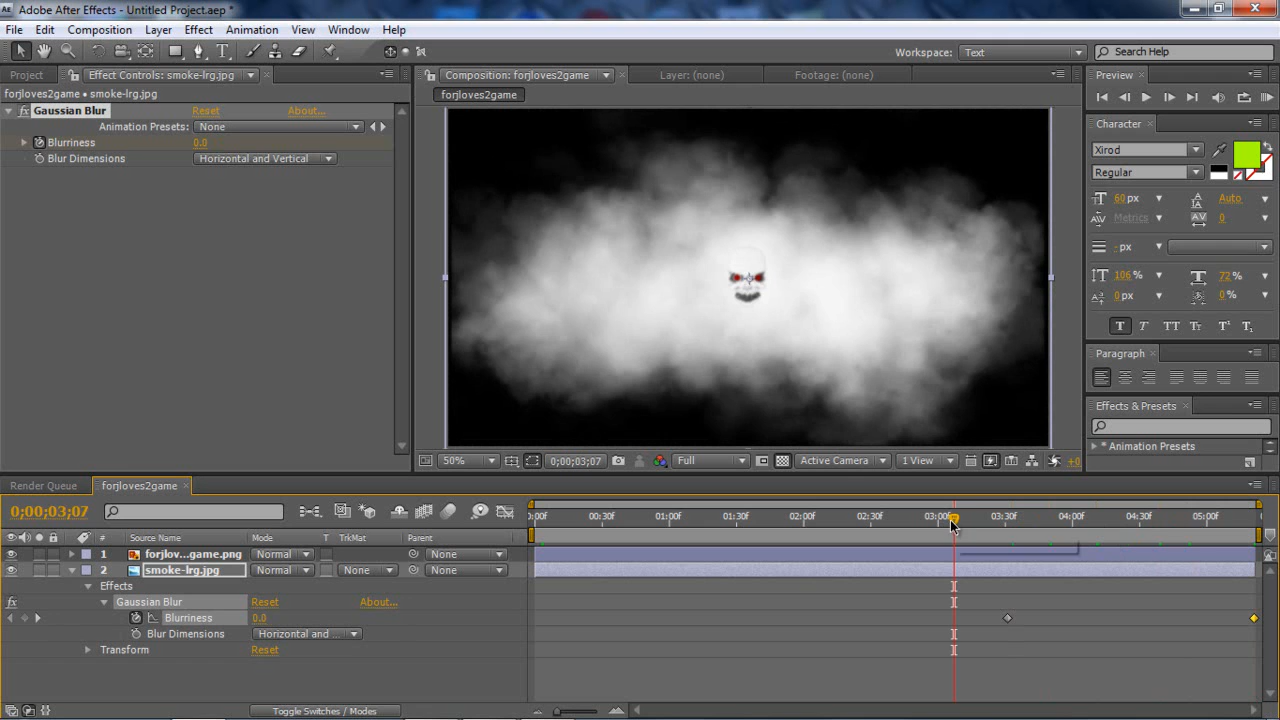 Adobe After Effects - Untitled Project.aep *
File Edit Composition Layer Effect Animation View Window Help
Workspace: Text Search Help
Project Effect Controls: smoke-lrg.jpg Composition: forjloves2game Layer: (none) Footage: (none) Preview
forjloves2game • smoke-lrg.jpg forjloves2game
Gaussian Blur Reset About...
Animation Presets: None
Blurriness 0.0
Blur Dimensions Horizontal and Vertical
Character
Xirod
Regular
60 px Auto
Metrics 0
- px
106 % 72 %
0 px 0 %
T T TT Tr T¹ T₁
Paragraph
Effects & Presets
* Animation Presets
50% 0;00;03;07 Full Active Camera 1 View +0
Render Queue forjloves2game
0;00;03;07
:00f 00:30f 01:00f 01:30f 02:00f 02:30f 03:00f 03:30f 04:00f 04:30f 05:00f
# Source Name Mode T TrkMat Parent
1 forjlov...game.png Normal None
2 smoke-lrg.jpg Normal None None
Effects
fx Gaussian Blur Reset About...
Blurriness 0.0
Blur Dimensions Horizontal and ...
Transform Reset
Toggle Switches / Modes